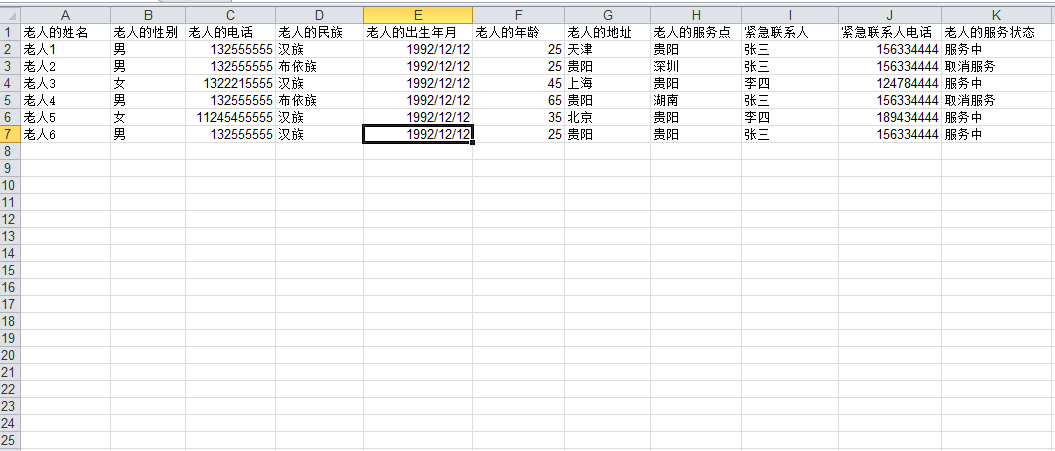 A B C D E F G H I J K
1 老人的姓名 老人的性别 老人的电话 老人的民族 老人的出生年月 老人的年龄 老人的地址 老人的服务点 紧急联系人 紧急联系人电话 老人的服务状态
2 老人1 男 132555555 汉族 1992/12/12 25 天津 贵阳 张三 156334444 服务中
3 老人2 男 132555555 布依族 1992/12/12 25 贵阳 深圳 张三 156334444 取消服务
4 老人3 女 1322215555 汉族 1992/12/12 45 上海 贵阳 李四 124784444 服务中
5 老人4 男 132555555 布依族 1992/12/12 65 贵阳 湖南 张三 156334444 取消服务
6 老人5 女 11245455555 汉族 1992/12/12 35 北京 贵阳 李四 189434444 服务中
7 老人6 男 132555555 汉族 1992/12/12 25 贵阳 贵阳 张三 156334444 服务中
8
9
10
11
12
13
14
15
16
17
18
19
20
21
22
23
24
25